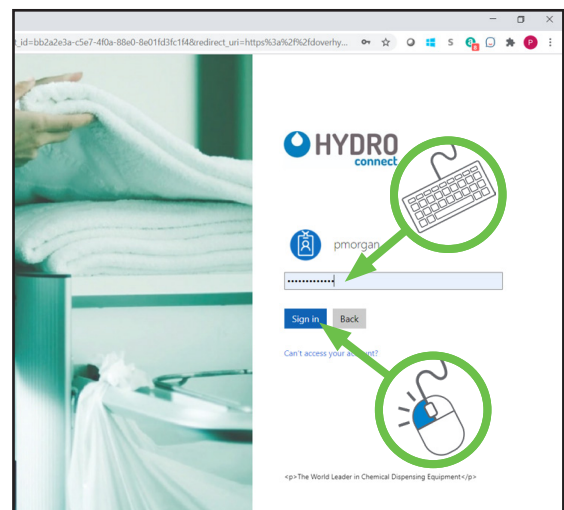 t_id=bb2a2e3a-c5e7-4f0a-88e0-8e01fd3fc1f4&redirect_uri=https%3a%2f%2fdoverhy...
S
P
HYDRO
connect
pmorgan
Sign in
Back
Can't access your account?
<p>The World Leader in Chemical Dispensing Equipment</p>